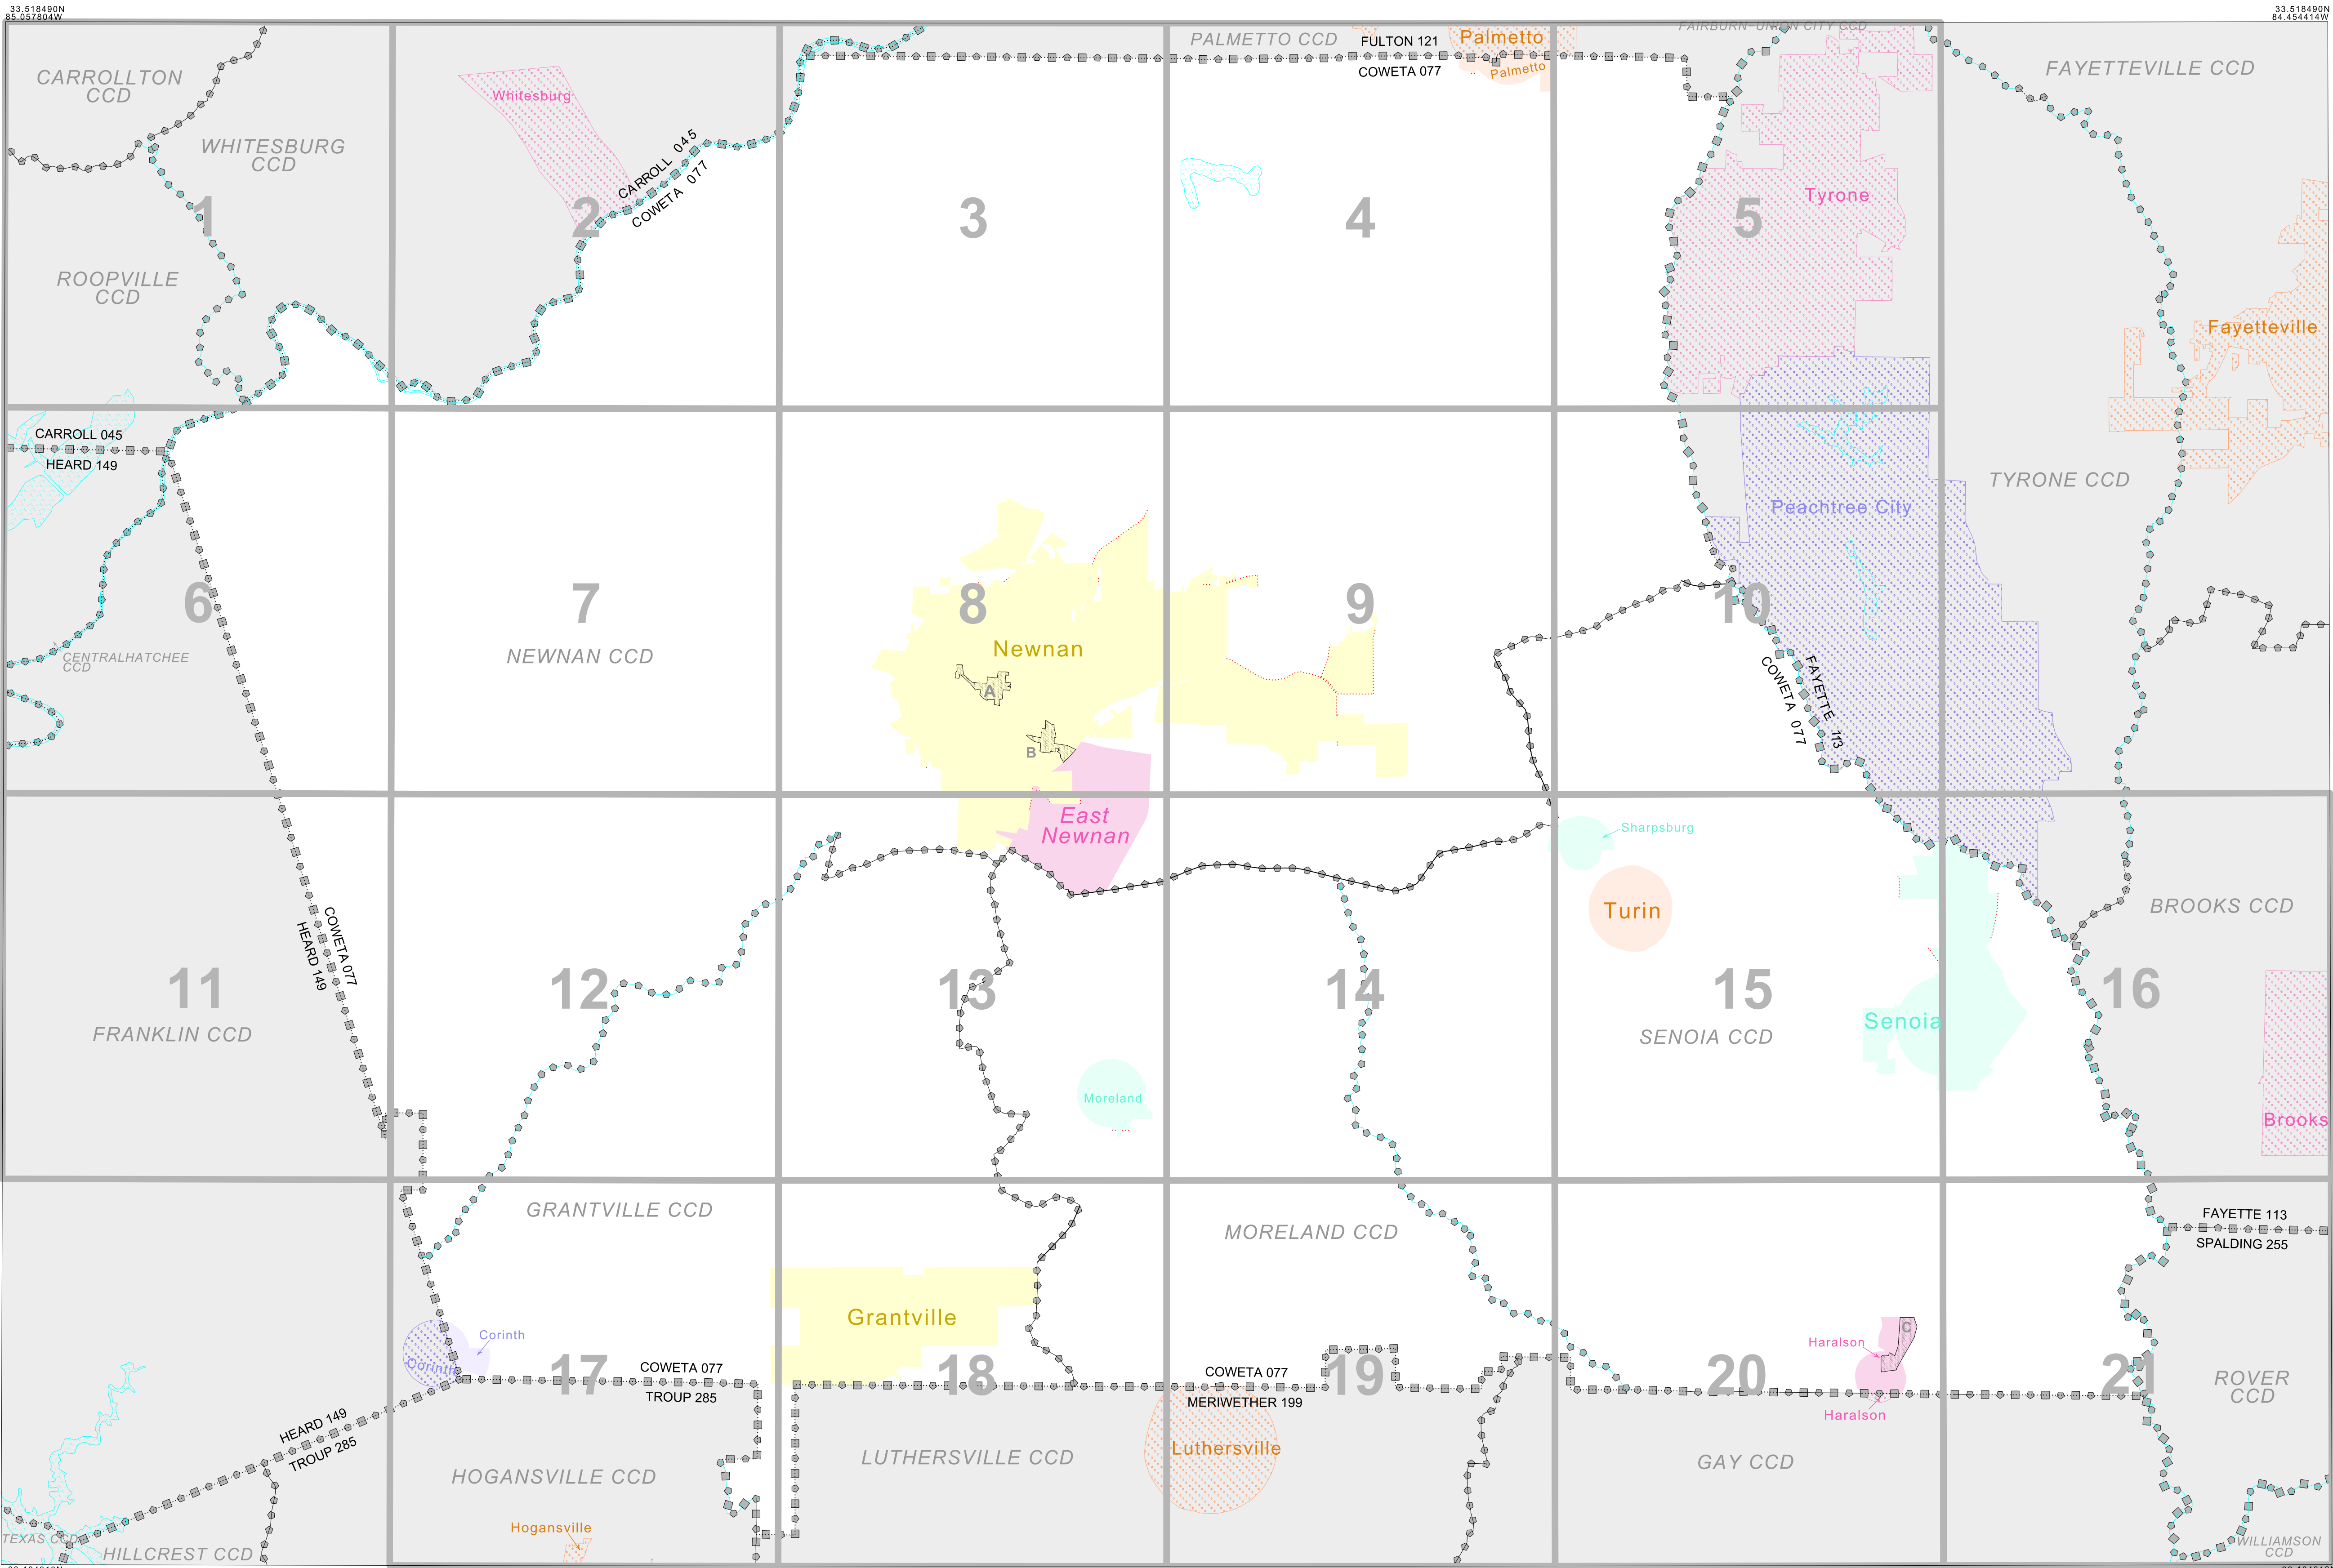 33.518490N
85.057804W
33.518490N
84.454414W
FAIRBURN-UNION CITY CCD
PALMETTO CCD
FULTON 121
COWETA 077
Palmetto
Palmetto
CARROLLTON
CCD
WHITESBURG
CCD
Whitesburg
CARROLL 045
COWETA 077
FAYETTEVILLE CCD
Tyrone
1
2
3
4
5
ROOPVILLE
CCD
Fayetteville
CARROLL 045
HEARD 149
TYRONE CCD
Peachtree City
6
7
8
9
10
CENTRALHATCHEE
CCD
NEWNAN CCD
Newnan
A
B
FAYETTE 113
COWETA 077
East
Newnan
Sharpsburg
Turin
BROOKS CCD
COWETA 077
HEARD 149
11
12
13
14
15
16
FRANKLIN CCD
SENOIA CCD
Senoia
Moreland
Brooks
GRANTVILLE CCD
MORELAND CCD
FAYETTE 113
SPALDING 255
Grantville
Corinth
Corinth
Haralson
C
COWETA 077
TROUP 285
COWETA 077
MERIWETHER 199
17
18
19
20
21
ROVER
CCD
Haralson
HEARD 149
TROUP 285
Luthersville
HOGANSVILLE CCD
LUTHERSVILLE CCD
GAY CCD
Hogansville
TEXAS CCD
HILLCREST CCD
WILLIAMSON
CCD